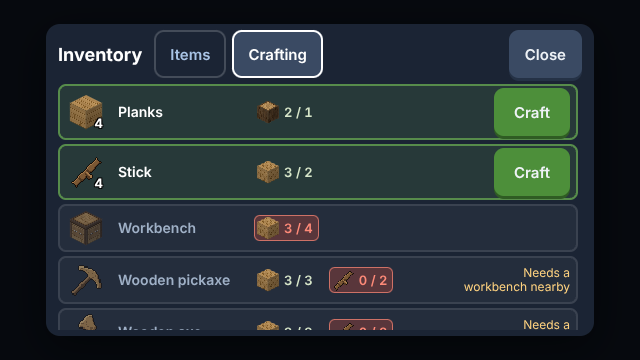 Inventory Items Crafting Close
4 Planks 2 / 1 Craft
4 Stick 3 / 2 Craft
Workbench 3 / 4
Wooden pickaxe 3 / 3 0 / 2 Needs a
workbench nearby
Needs a